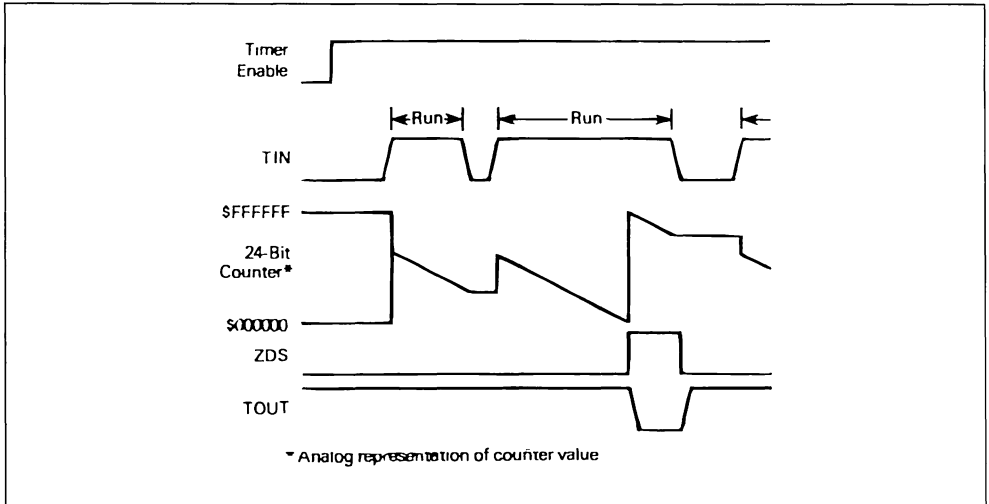 Timer
Enable
Run
Run
TIN
$FFFFFF
24-Bit
Counter*
$000000
ZDS
TOUT
* Analog representation of counter value